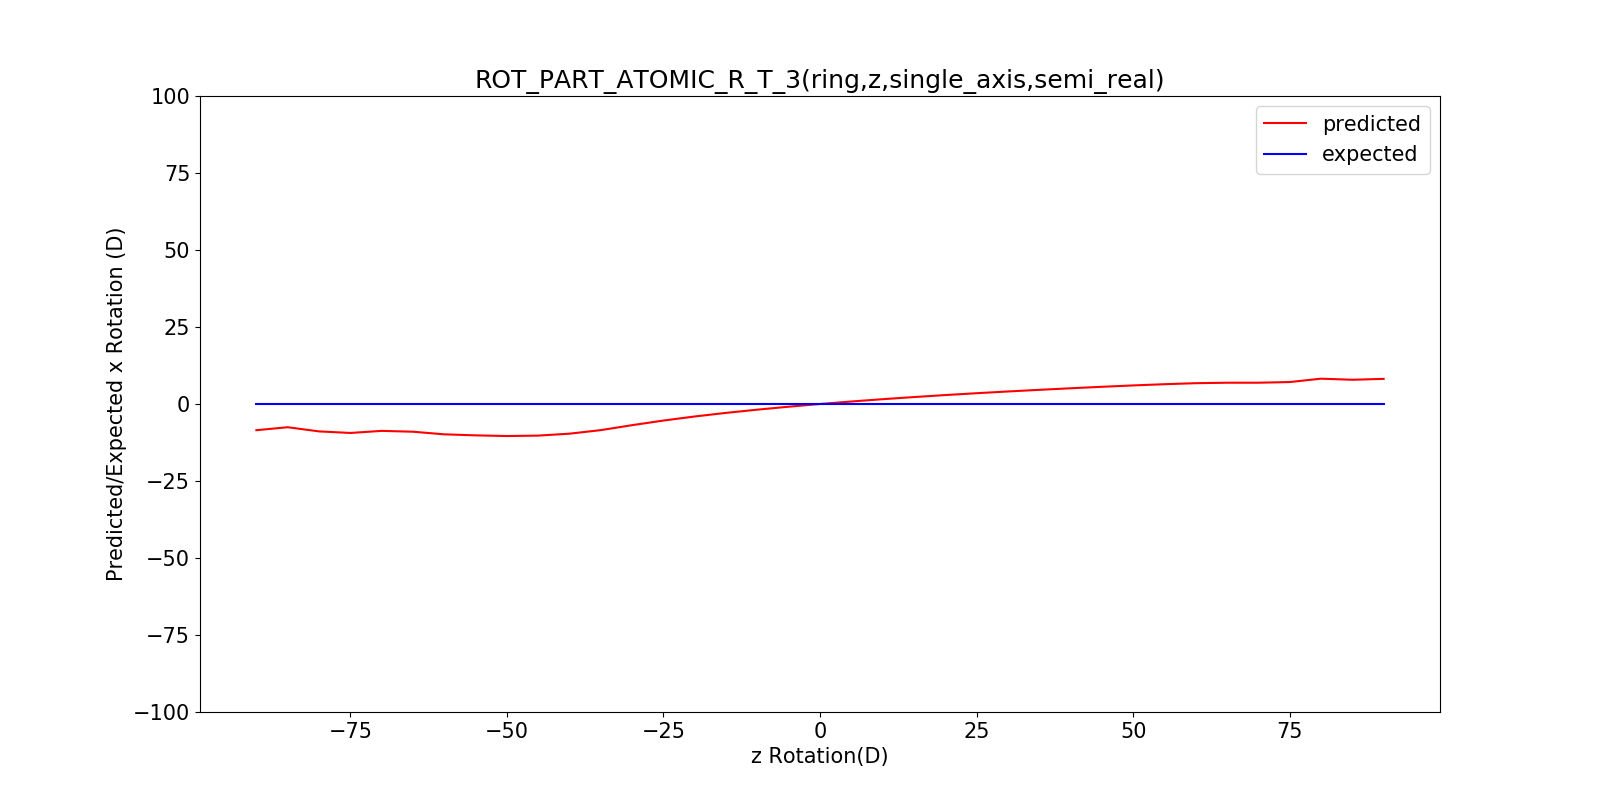 ROT_PART_ATOMIC_R_T_3(ring,z,single_axis,semi_real)
100
75
50
25
0
−25
−50
−75
−100
Predicted/Expected x Rotation (D)
predicted
expected
−75 −50 −25 0 25 50 75
z Rotation(D)